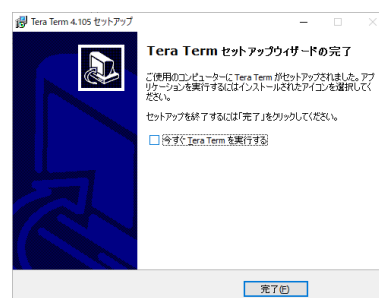 Tera Term 4.105 セットアップ
Tera Term セットアップウィザードの完了
ご使用のコンピューターに Tera Term がセットアップされました。アプ
リケーションを実行するにはインストールされたアイコンを選択してく
ださい。
セットアップを終了するには「完了」をクリックしてください。
今すぐ Tera Term を実行する
完了(F)